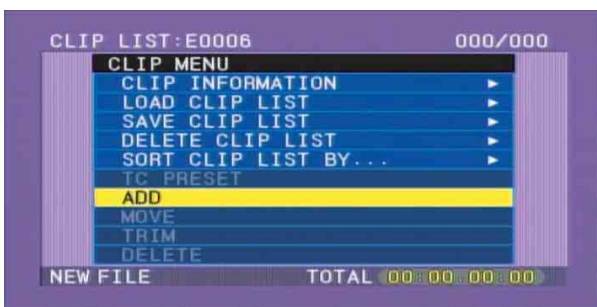 CLIP LIST:E0006 000/000
CLIP MENU
CLIP INFORMATION
LOAD CLIP LIST
SAVE CLIP LIST
DELETE CLIP LIST
SORT CLIP LIST BY...
TC PRESET
ADD
MOVE
TRIM
DELETE
NEW FILE TOTAL 00:00:00:00